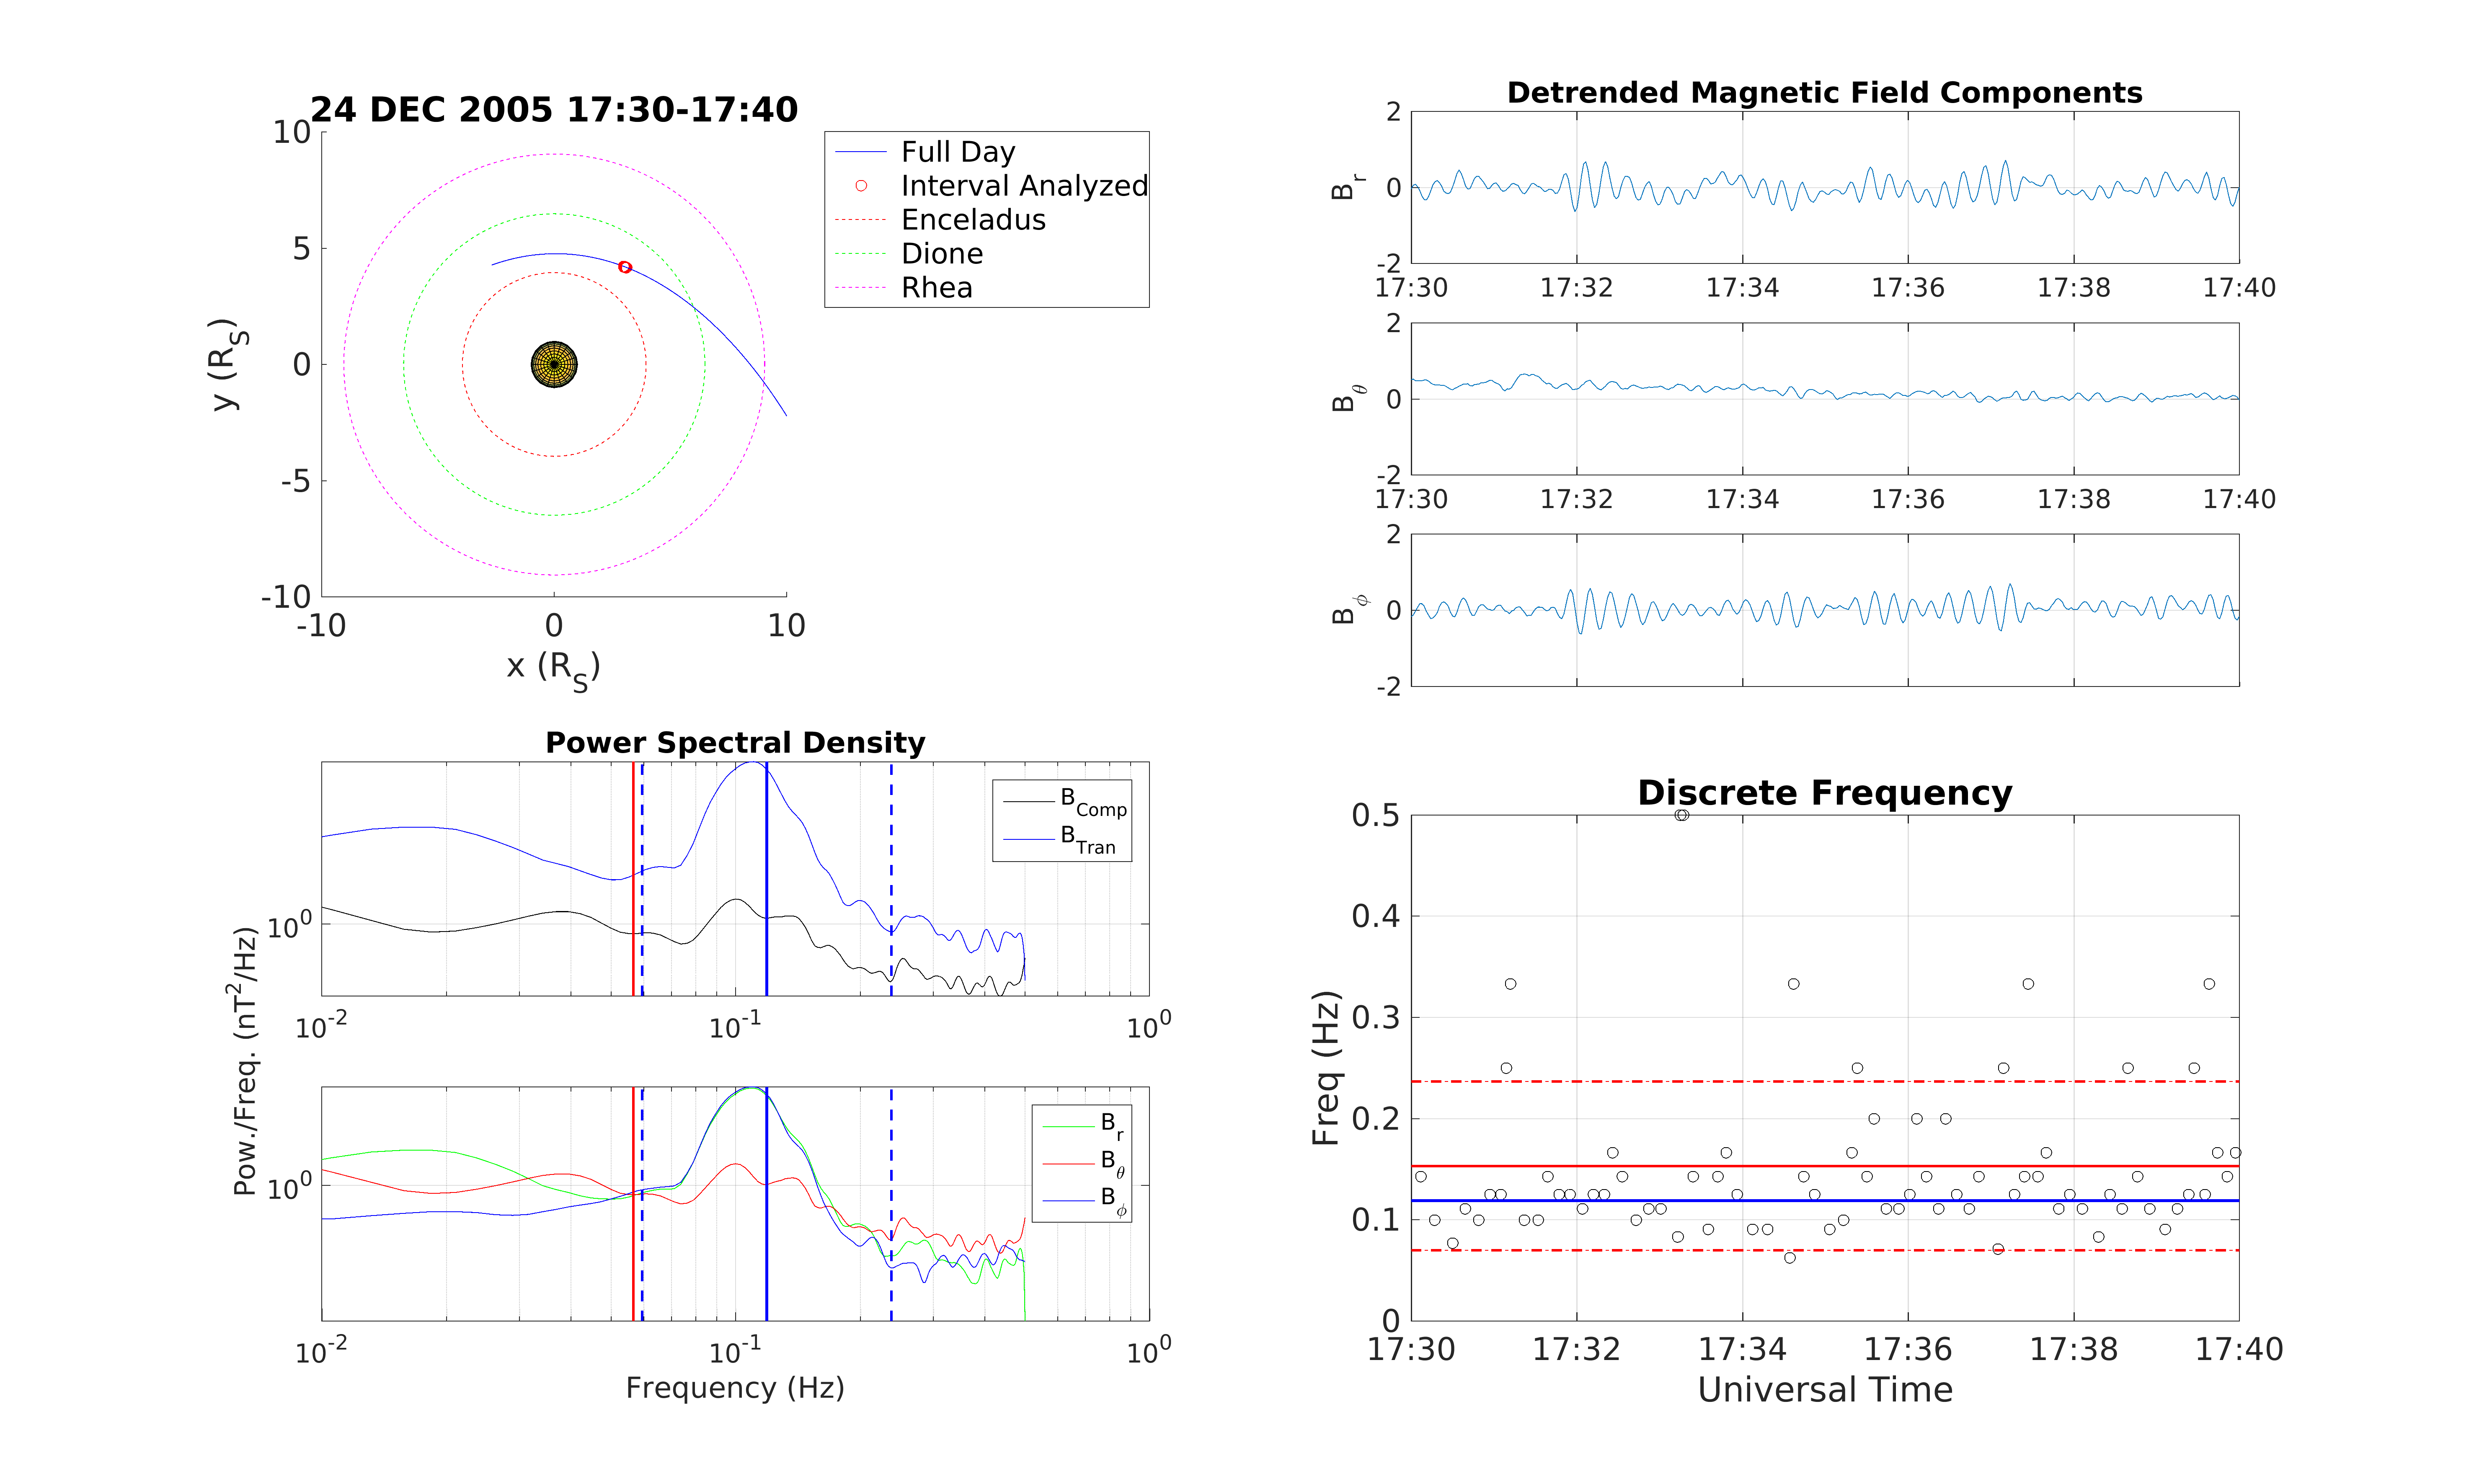 24 DEC 2005 17:30-17:40
10
5
0
-5
-10
-10 0 10
y (R_S)
x (R_S)
Full Day
Interval Analyzed
Enceladus
Dione
Rhea
Detrended Magnetic Field Components
2
0
-2
B_r
17:30 17:32 17:34 17:36 17:38 17:40
2
0
-2
B_θ
17:30 17:32 17:34 17:36 17:38 17:40
2
0
-2
B_ϕ
Power Spectral Density
10^0
10^-2 10^-1 10^0
B_Comp
B_Tran
Pow./Freq. (nT^2/Hz)
10^0
10^-2 10^-1 10^0
B_r
B_θ
B_ϕ
Frequency (Hz)
Discrete Frequency
0.5
0.4
0.3
0.2
0.1
0
Freq (Hz)
17:30 17:32 17:34 17:36 17:38 17:40
Universal Time